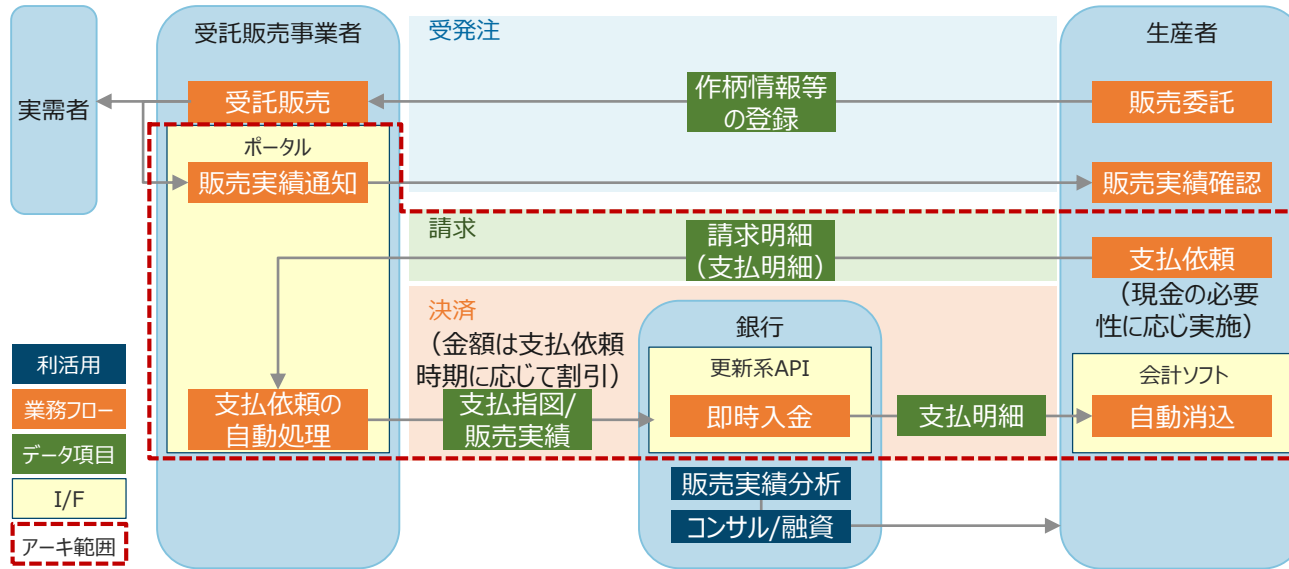 実需者
受託販売事業者
受発注
生産者
受託販売
作柄情報等
の登録
販売委託
ポータル
販売実績通知
販売実績確認
請求
請求明細
（支払明細）
支払依頼
（現金の必要
性に応じ実施）
決済
（金額は支払依頼
時期に応じて割引）
銀行
更新系API
会計ソフト
支払依頼の
自動処理
支払指図/
販売実績
即時入金
支払明細
自動消込
販売実績分析
コンサル/融資
利活用
業務フロー
データ項目
I/F
アーキ範囲